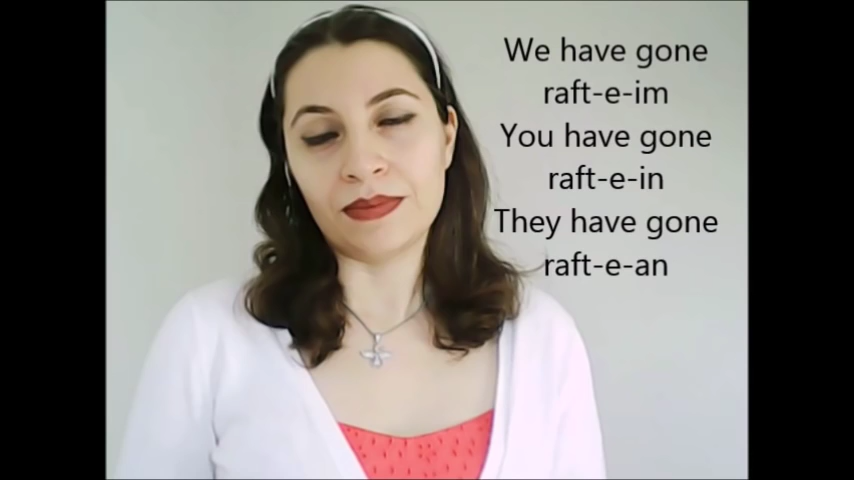 We have gone
raft-e-im
You have gone
raft-e-in
They have gone
raft-e-an